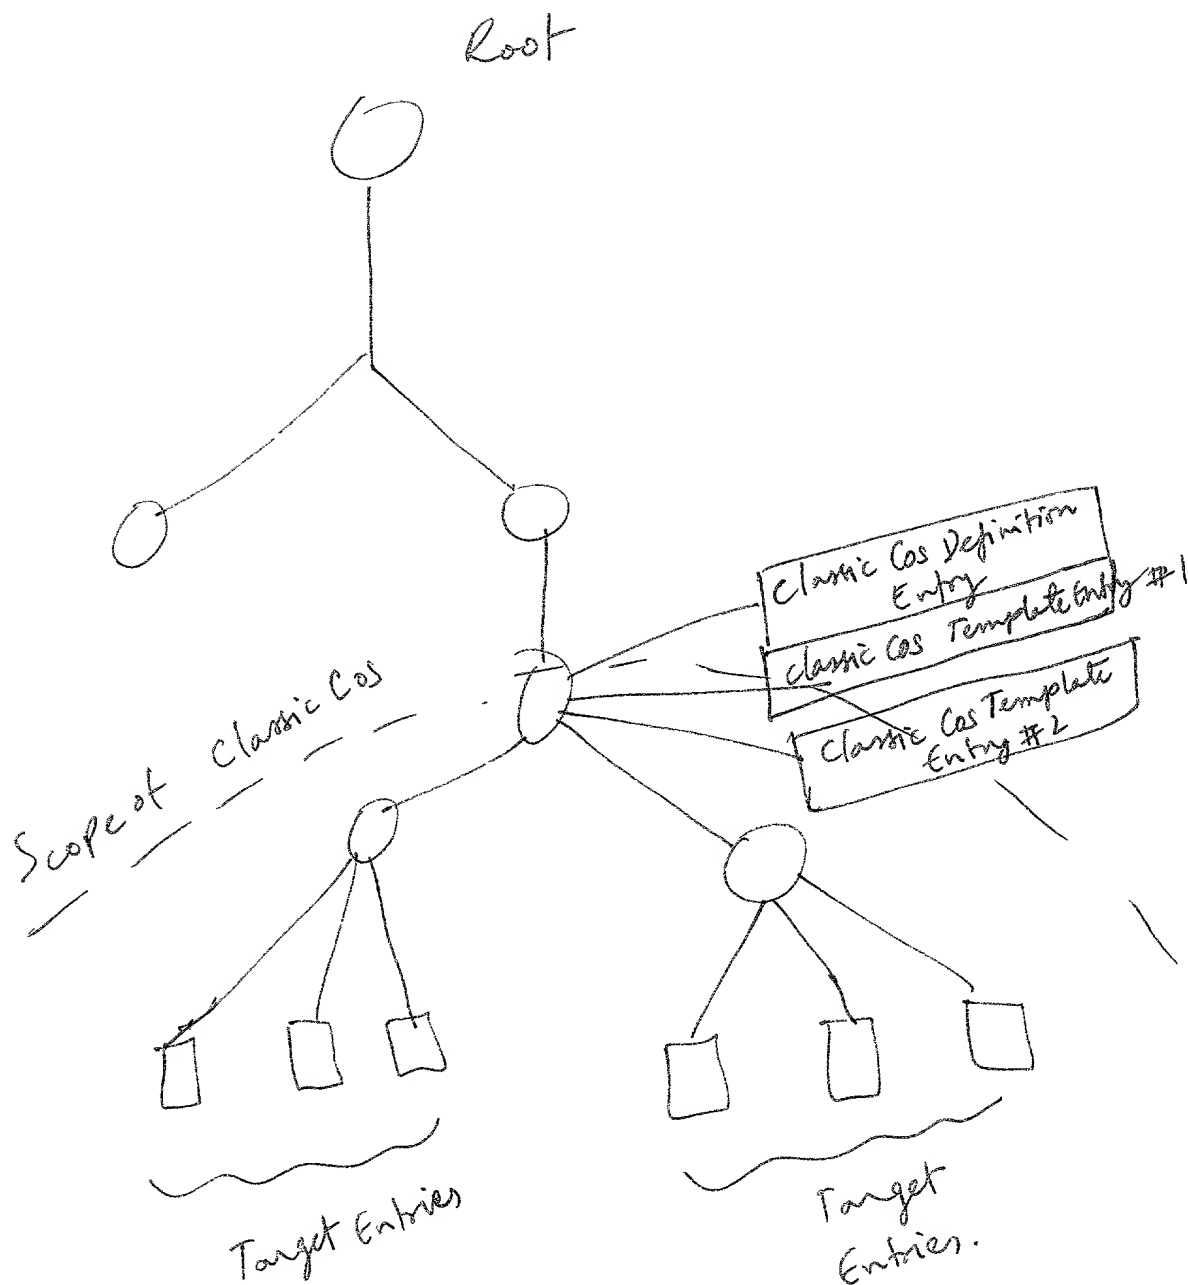 Root
Classic Cos Definition
Entry
Classic Cos Template Entry #1
Classic Cos Template
Entry #2
Scope of Classic Cos
Target Entries
Target
Entries.